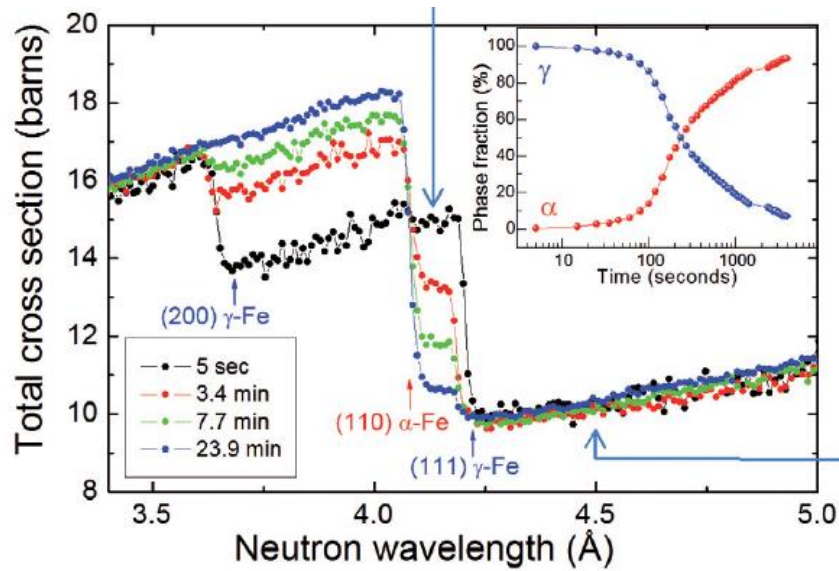 20
18
16
14
12
10
8
Total cross section (barns)
3.5
4.0
4.5
5.0
Neutron wavelength (Å)
(200) γ-Fe
(110) α-Fe
(111) γ-Fe
5 sec
3.4 min
7.7 min
23.9 min
100
80
60
40
20
0
Phase fraction (%)
γ
α
10
100
1000
Time (seconds)